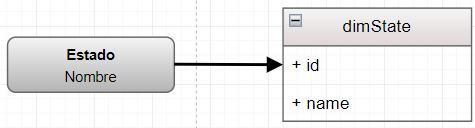 Estado
Nombre
dimState
+ id
+ name